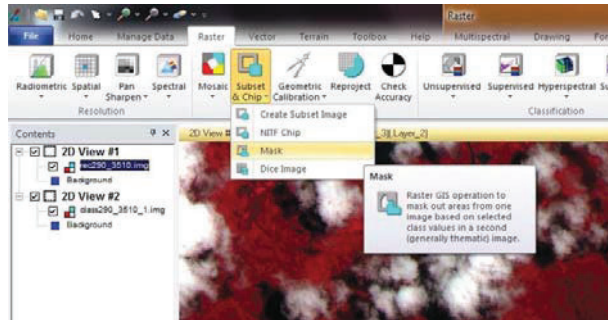 Raster
File Home Manage Data Raster Vector Terrain Toolbox Help Multispectral Drawing
Radiometric Spatial Pan Sharpen Spectral Mosaic Subset & Chip Geometric Calibration Reproject Check Accuracy Unsupervised Supervised Hyperspectral
Resolution Classification
Create Subset Image
NITF Chip
Mask
Dice Image
Contents
2D View #
_3][Layer_2]
2D View #1
rec290_3510.img
Background
2D View #2
class290_3510_1.img
Background
Mask
Raster GIS operation to
mask out areas from one
image based on selected
class values in a second
(generally thematic) image.